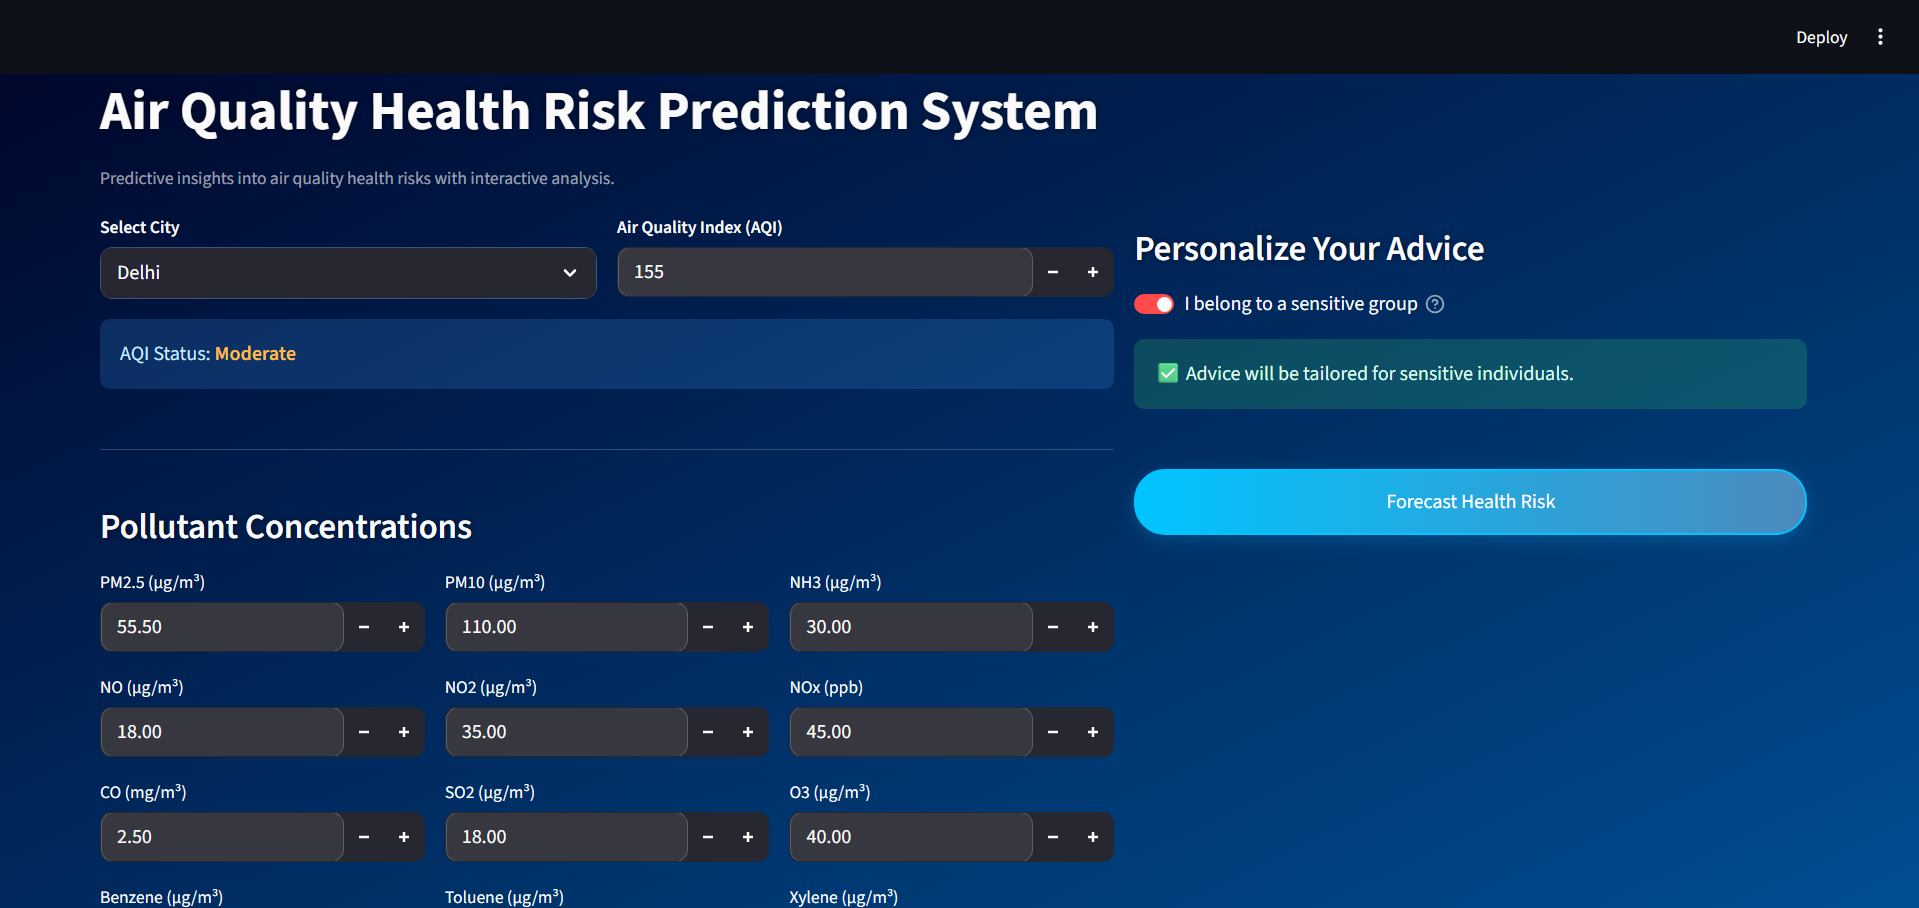 Deploy
Air Quality Health Risk Prediction System
Predictive insights into air quality health risks with interactive analysis.
Select City
Air Quality Index (AQI)
Delhi
155
AQI Status: Moderate
Personalize Your Advice
I belong to a sensitive group
Advice will be tailored for sensitive individuals.
Forecast Health Risk
Pollutant Concentrations
PM2.5 (µg/m³)
PM10 (µg/m³)
NH3 (µg/m³)
55.50
110.00
30.00
NO (µg/m³)
NO2 (µg/m³)
NOx (ppb)
18.00
35.00
45.00
CO (mg/m³)
SO2 (µg/m³)
O3 (µg/m³)
2.50
18.00
40.00
Benzene (µg/m³)
Toluene (µg/m³)
Xylene (µg/m³)